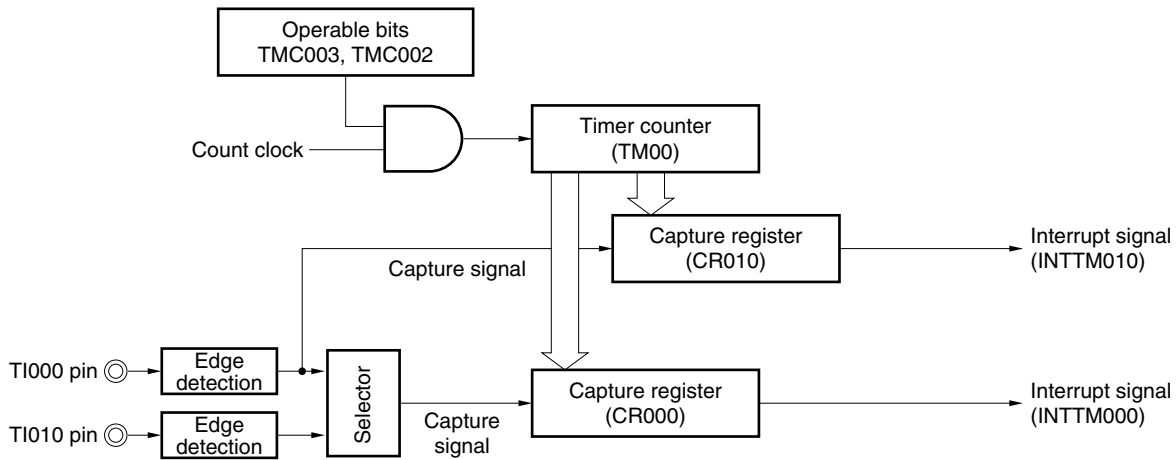 Operable bits
TMC003, TMC002
Count clock
Timer counter
(TM00)
Capture register
(CR010)
Interrupt signal
(INTTM010)
Capture signal
TI000 pin
Edge
detection
Selector
Capture register
(CR000)
Interrupt signal
(INTTM000)
TI010 pin
Edge
detection
Capture
signal